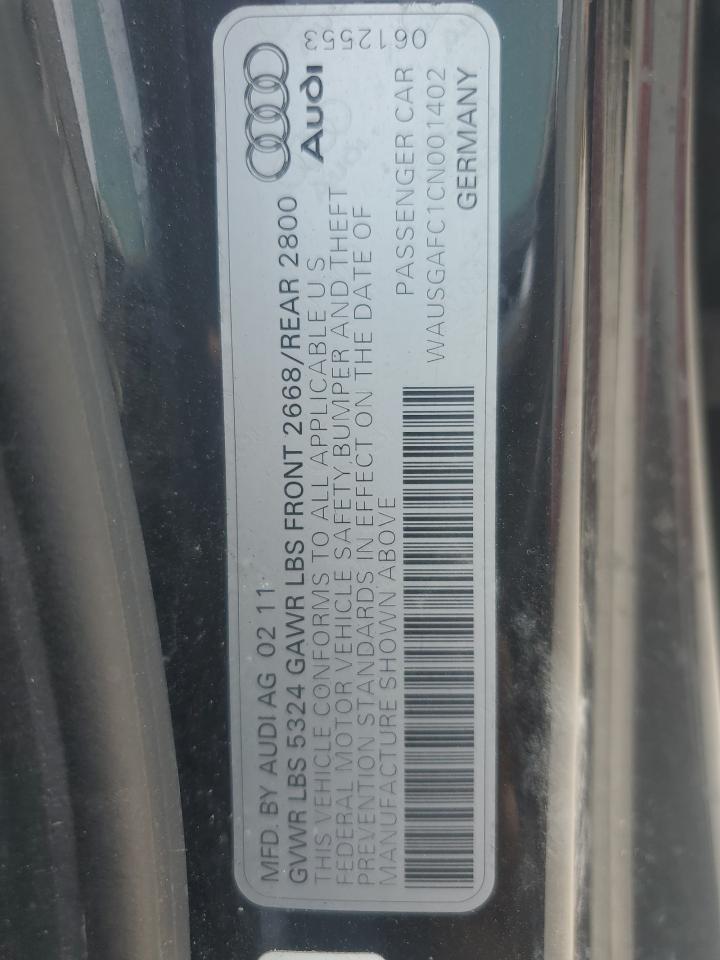 MFD. BY AUDI AG 02 11
GVWR LBS 5324 GAWR LBS FRONT 2668/REAR 2800
THIS VEHICLE CONFORMS TO ALL APPLICABLE U.S
FEDERAL MOTOR VEHICLE SAFETY, BUMPER AND THEFT
PREVENTION STANDARDS IN EFFECT ON THE DATE OF
MANUFACTURE SHOWN ABOVE
Audi
0612553
PASSENGER CAR
WAUSGAFC1CN001402
GERMANY